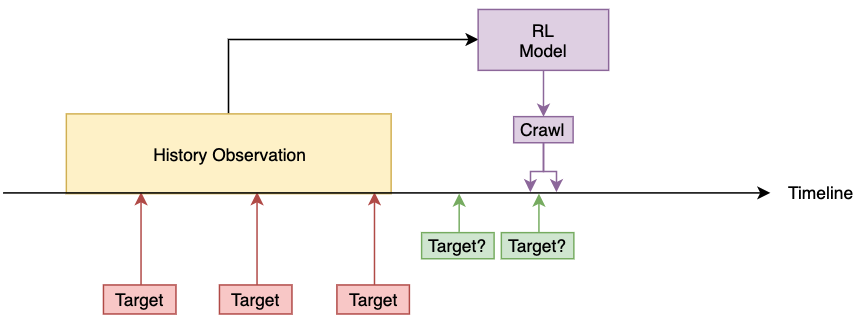 RL
Model
Crawl
History Observation
Timeline
Target?
Target?
Target
Target
Target